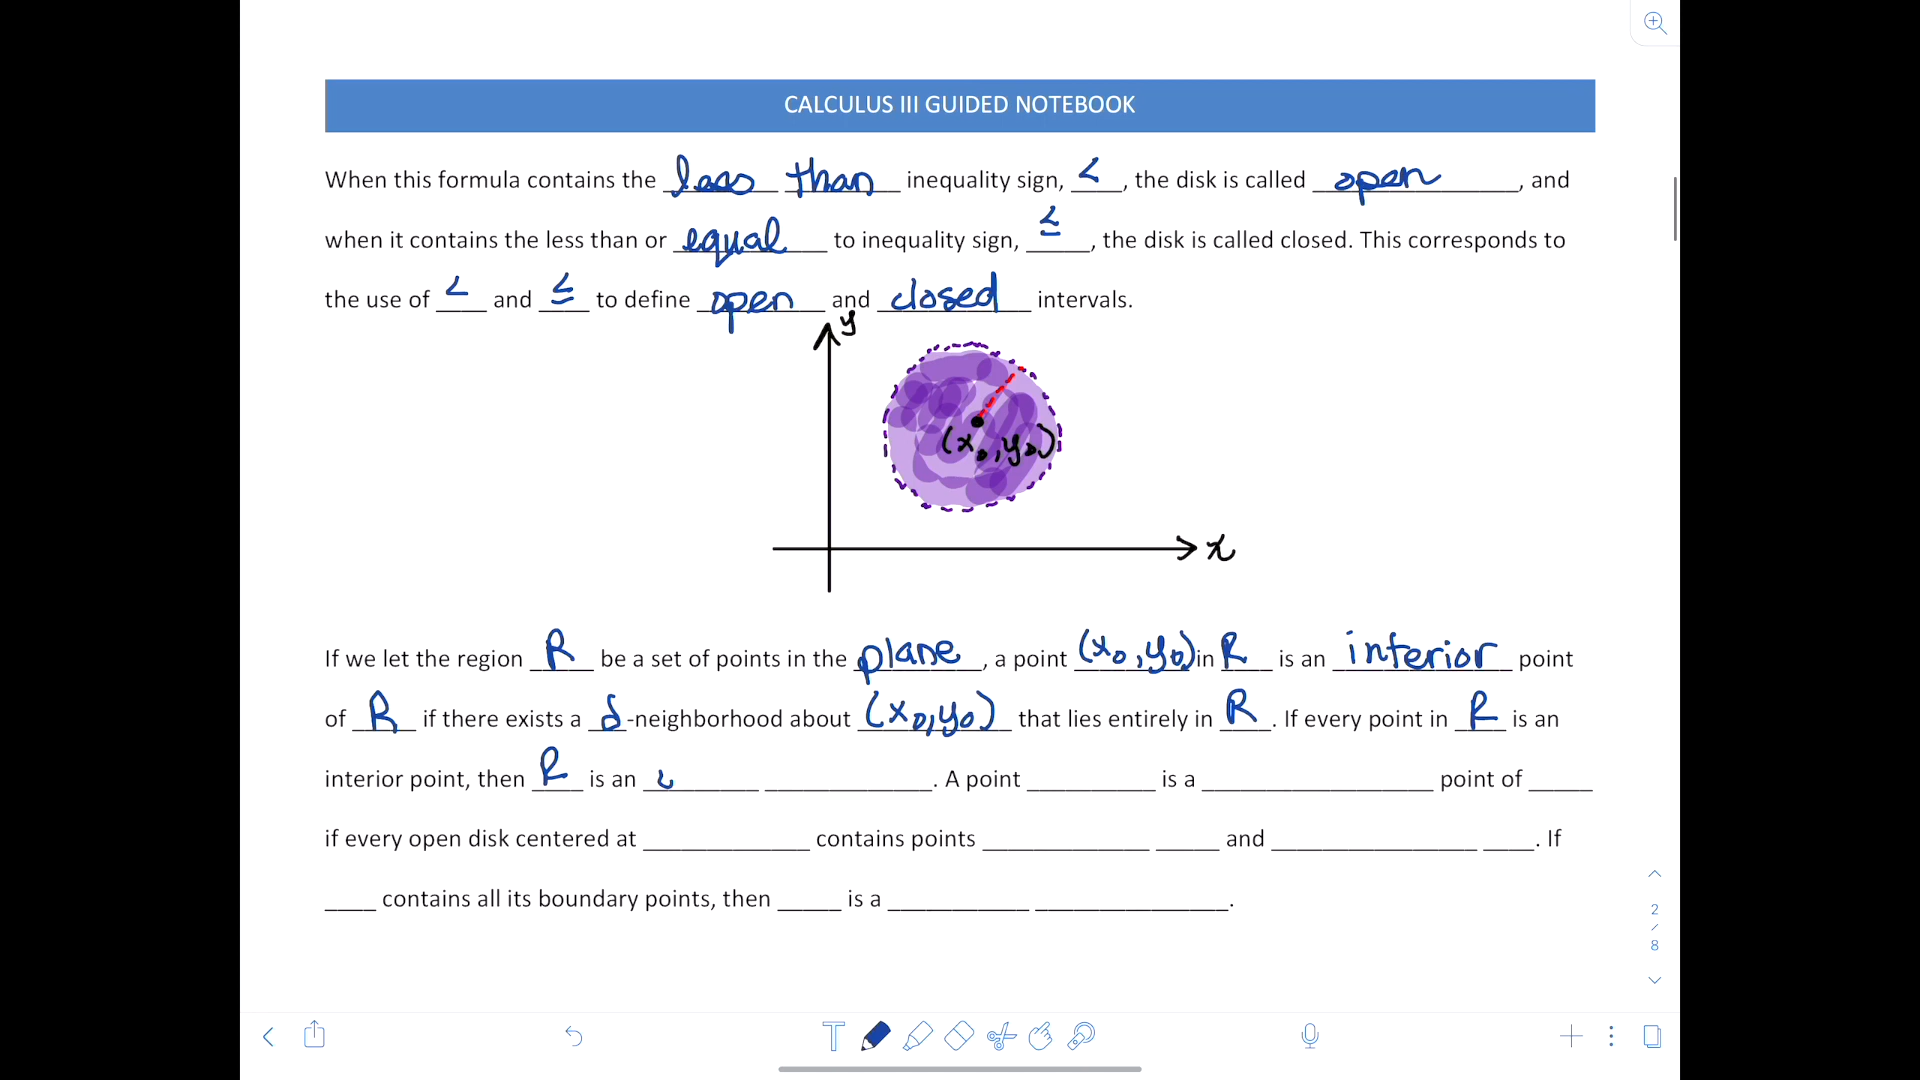 CALCULUS III GUIDED NOTEBOOK
When this formula contains the less than inequality sign, <, the disk is called open, and
when it contains the less than or equal to inequality sign, ≤, the disk is called closed. This corresponds to
the use of < and ≤ to define open and closed intervals.
y
(x₀,y₀)
x
If we let the region R be a set of points in the plane, a point (x₀,y₀) in R is an interior point
of R if there exists a δ-neighborhood about (x₀,y₀) that lies entirely in R. If every point in R is an
interior point, then R is an ______ ______. A point ______ is a ______ point of ______
if every open disk centered at ______ contains points ______ ______ and ______ ______. If
______ contains all its boundary points, then ______ is a ______ ______.
2
/
8
T